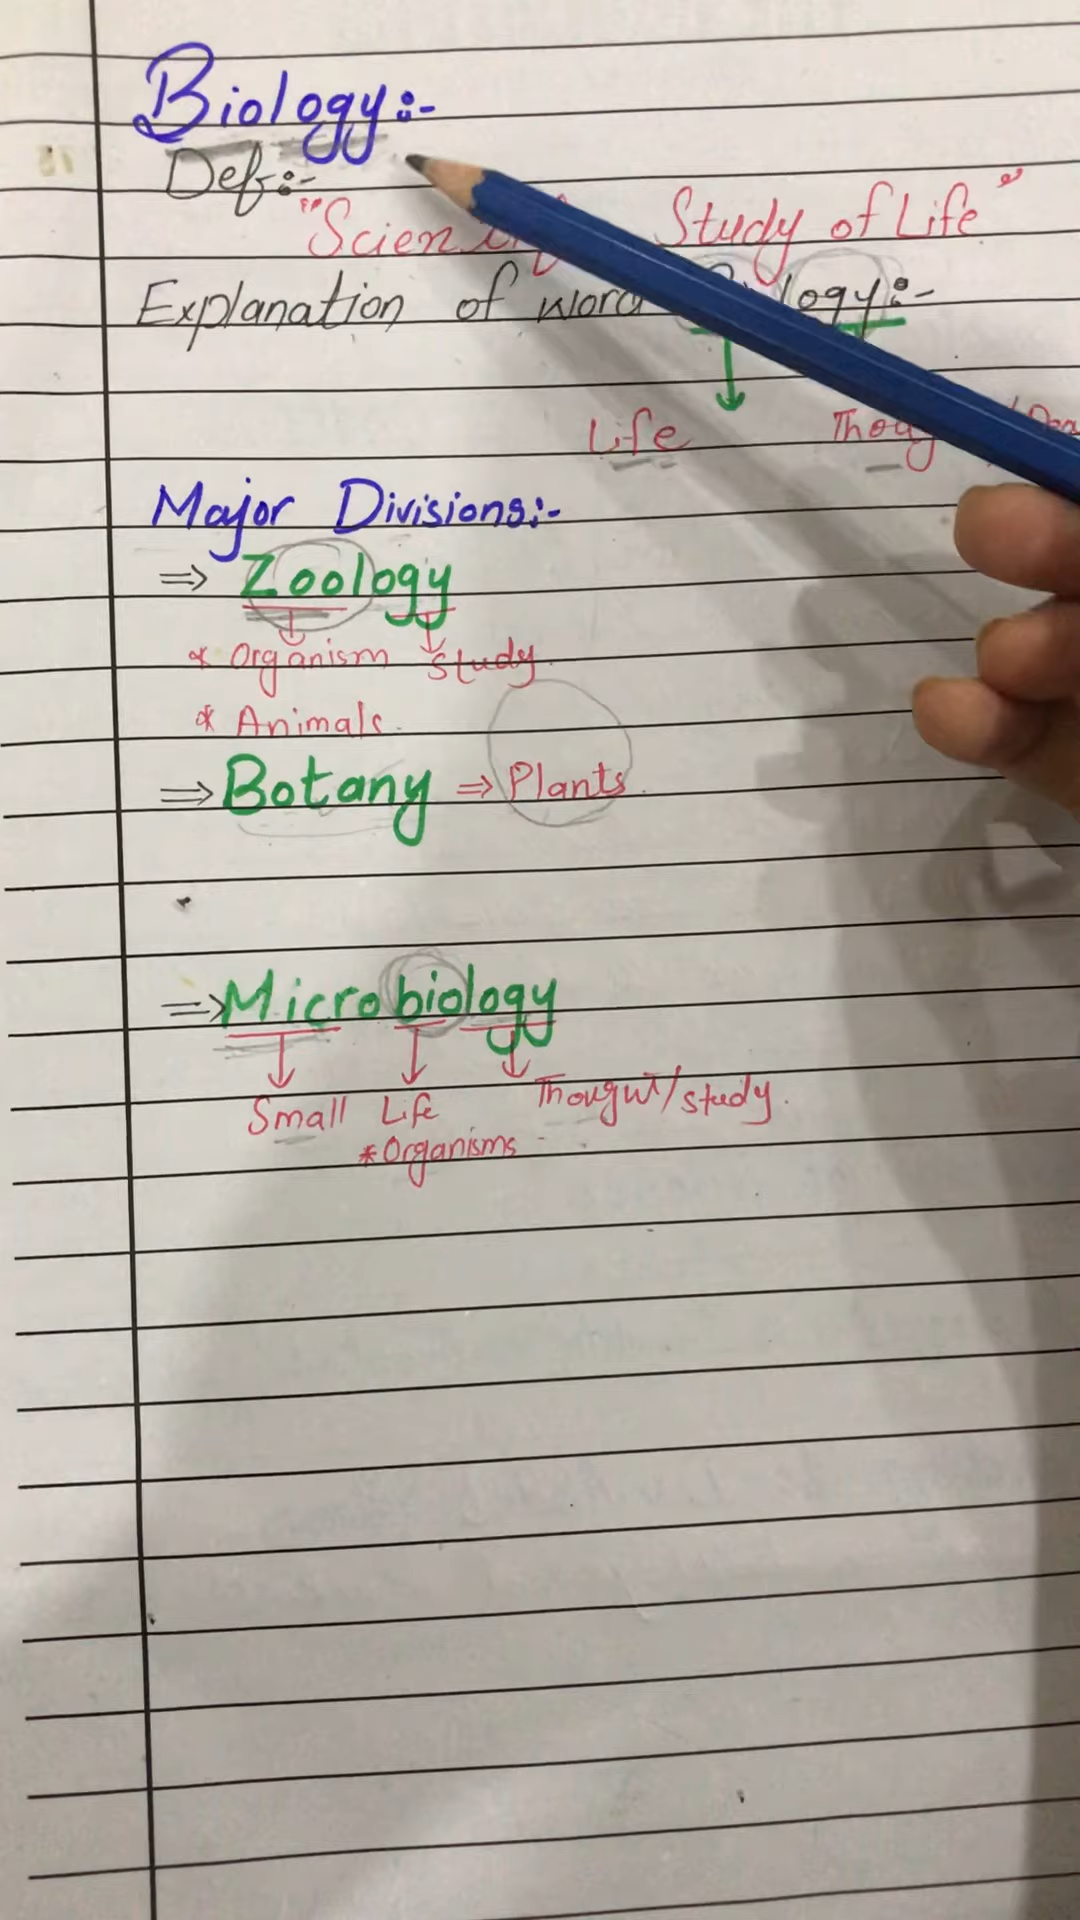 Biology:-
Def:-
" Study of Life"
Explanation of word logy:-
Life
Major Divisions:-
⇒ Zoology
* Organism study.
* Animals.
⇒ Botany ⇒ Plants.
⇒ Microbiology
Small Life Thought/study.
*Organisms